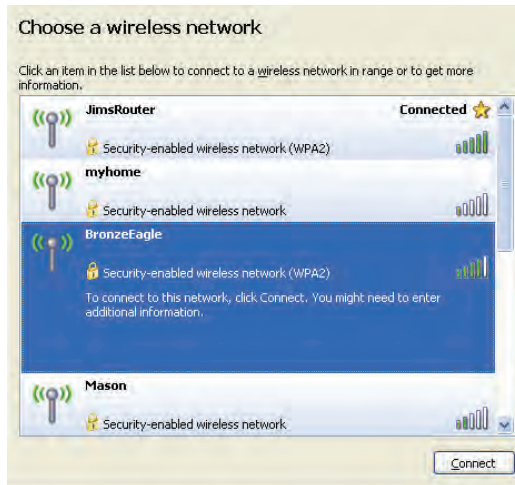 Choose a wireless network
Click an item in the list below to connect to a wireless network in range or to get more
information.
JimsRouter Connected
Security-enabled wireless network (WPA2)
myhome
Security-enabled wireless network
BronzeEagle
Security-enabled wireless network (WPA2)
To connect to this network, click Connect. You might need to enter
additional information.
Mason
Security-enabled wireless network
Connect